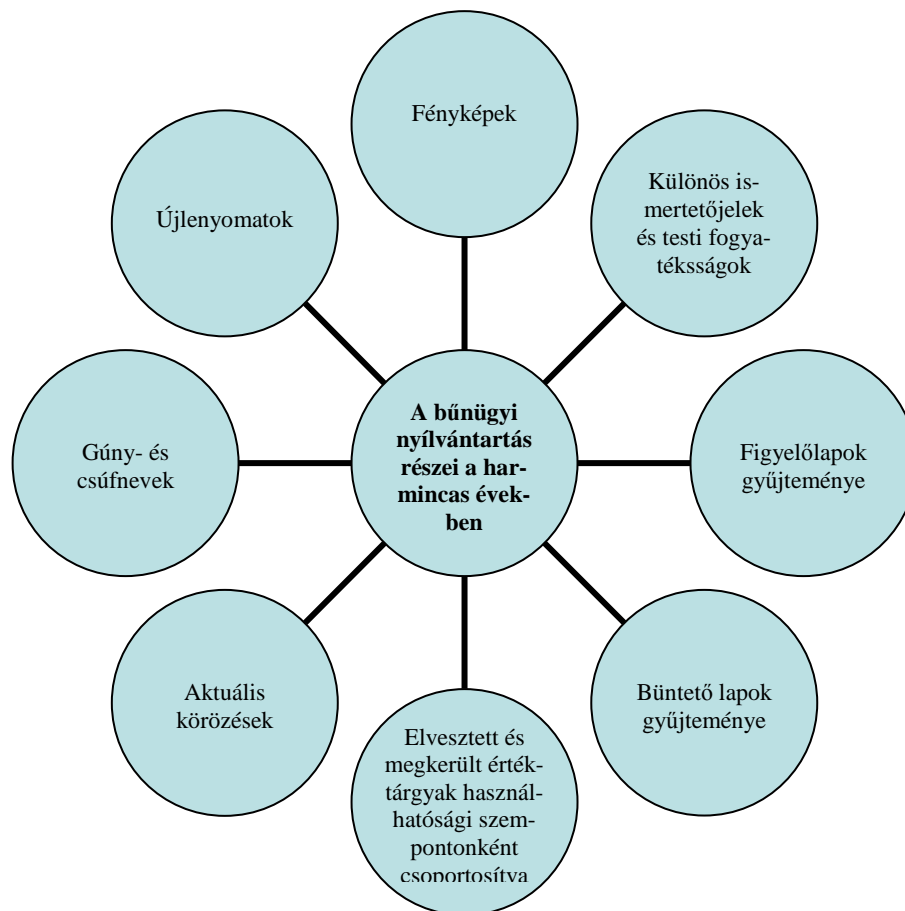 Fényképek
Különös is-
mertetőjelek
és testi fogya-
téksságok
Újlenyomatok
A bűnügyi
nyílvántartás
részei a har-
mincas évek-
ben
Gúny- és
csúfnevek
Figyelőlapok
gyűjteménye
Aktuális
körözések
Büntető lapok
gyűjteménye
Elvesztett és
megkerült érték-
tárgyak használ-
hatósági szem-
pontonként
csoportosítva